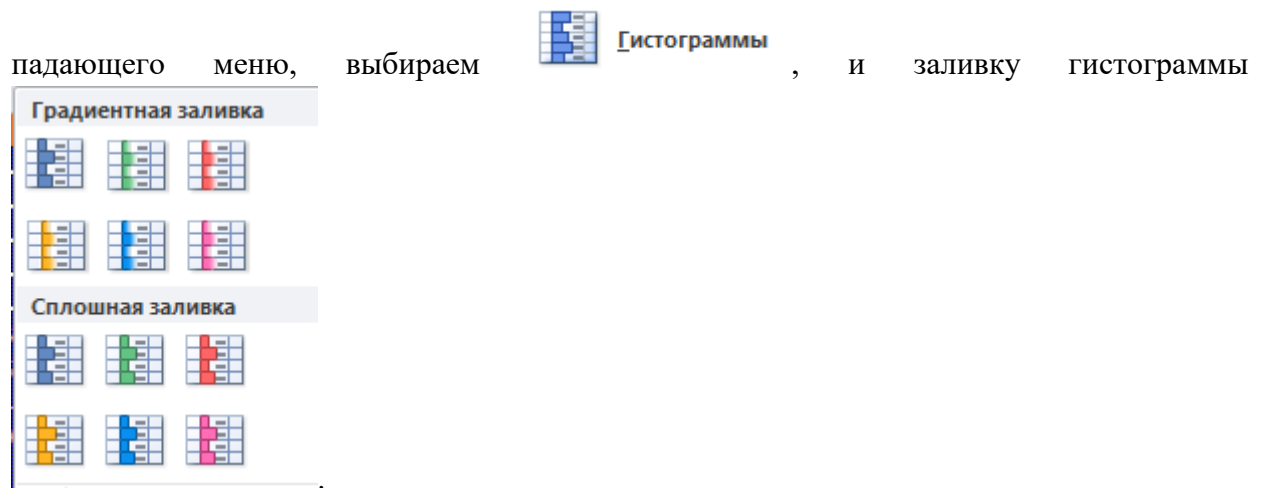 Гистограммы
падающего меню, выбираем , и заливку гистограммы
Градиентная заливка
Сплошная заливка